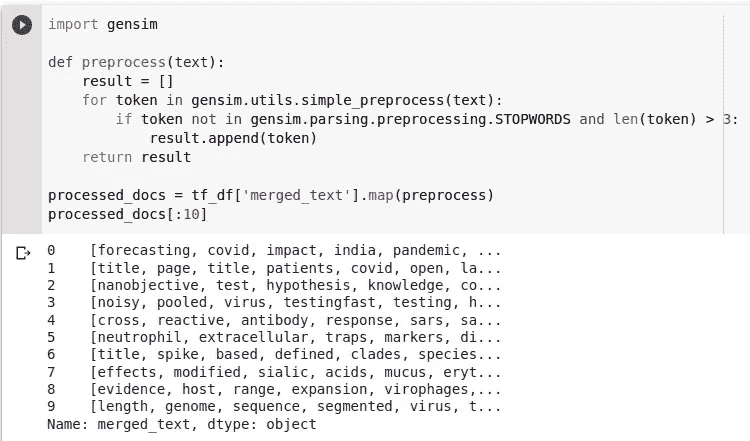 import gensim

def preprocess(text):
    result = []
    for token in gensim.utils.simple_preprocess(text):
        if token not in gensim.parsing.preprocessing.STOPWORDS and len(token) > 3:
            result.append(token)
    return result

processed_docs = tf_df['merged_text'].map(preprocess)
processed_docs[:10]
0    [forecasting, covid, impact, india, pandemic, ...
1    [title, page, title, patients, covid, open, la...
2    [nanobjective, test, hypothesis, knowledge, co...
3    [noisy, pooled, virus, testingfast, testing, h...
4    [cross, reactive, antibody, response, sars, sa...
5    [neutrophil, extracellular, traps, markers, di...
6    [title, spike, based, defined, clades, species...
7    [effects, modified, sialic, acids, mucus, eryt...
8    [evidence, host, range, expansion, virophages,...
9    [length, genome, sequence, segmented, virus, t...
Name: merged_text, dtype: object